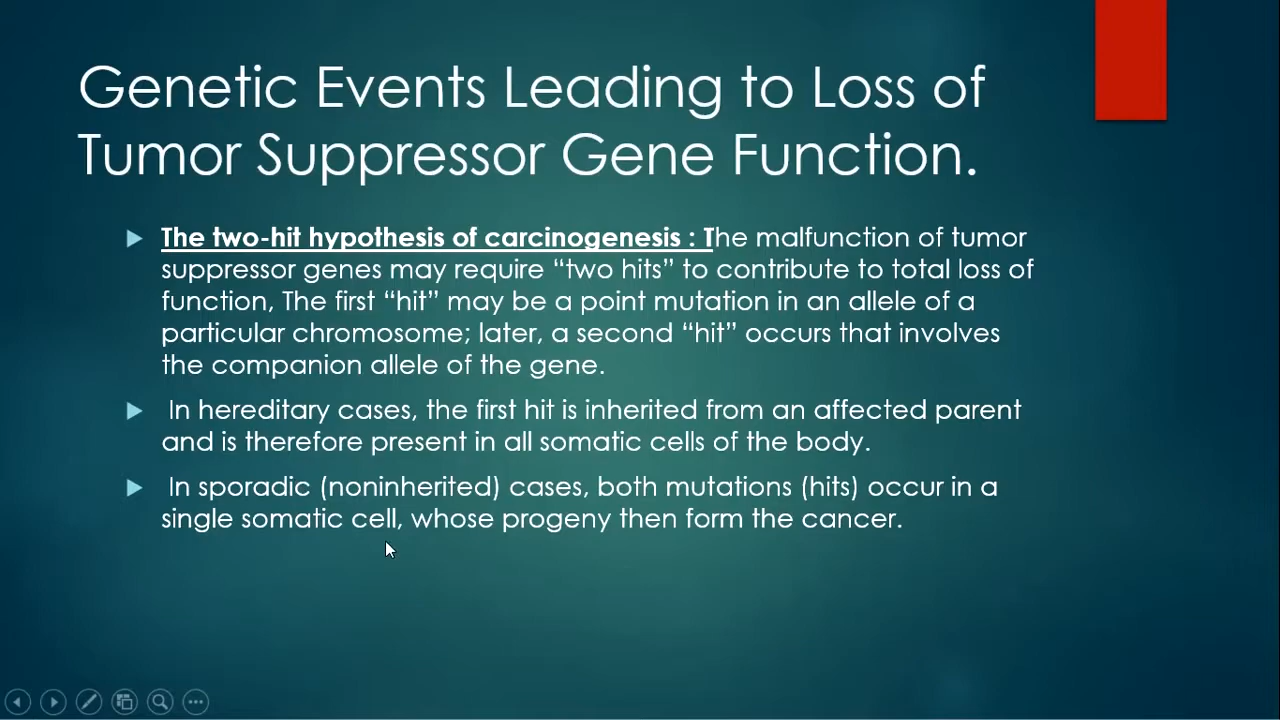 Genetic Events Leading to Loss of
Tumor Suppressor Gene Function.
The two-hit hypothesis of carcinogenesis : The malfunction of tumor
suppressor genes may require “two hits” to contribute to total loss of
function, The first “hit” may be a point mutation in an allele of a
particular chromosome; later, a second “hit” occurs that involves
the companion allele of the gene.
In hereditary cases, the first hit is inherited from an affected parent
and is therefore present in all somatic cells of the body.
In sporadic (noninherited) cases, both mutations (hits) occur in a
single somatic cell, whose progeny then form the cancer.